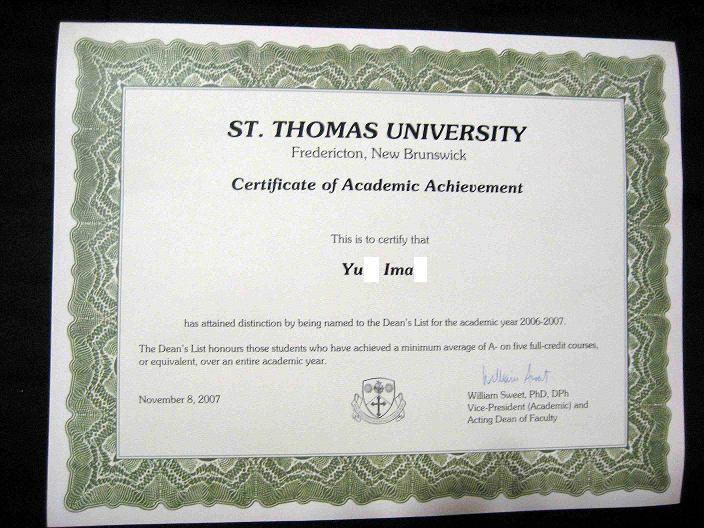 ST. THOMAS UNIVERSITY
Fredericton, New Brunswick
Certificate of Academic Achievement
This is to certify that
Yu Ima
has attained distinction by being named to the Dean's List for the academic year 2006-2007.
The Dean's List honours those students who have achieved a minimum average of A- on five full-credit courses,
or equivalent, over an entire academic year.
William Sweet
November 8, 2007
William Sweet, PhD, DPh
Vice-President (Academic) and
Acting Dean of Faculty